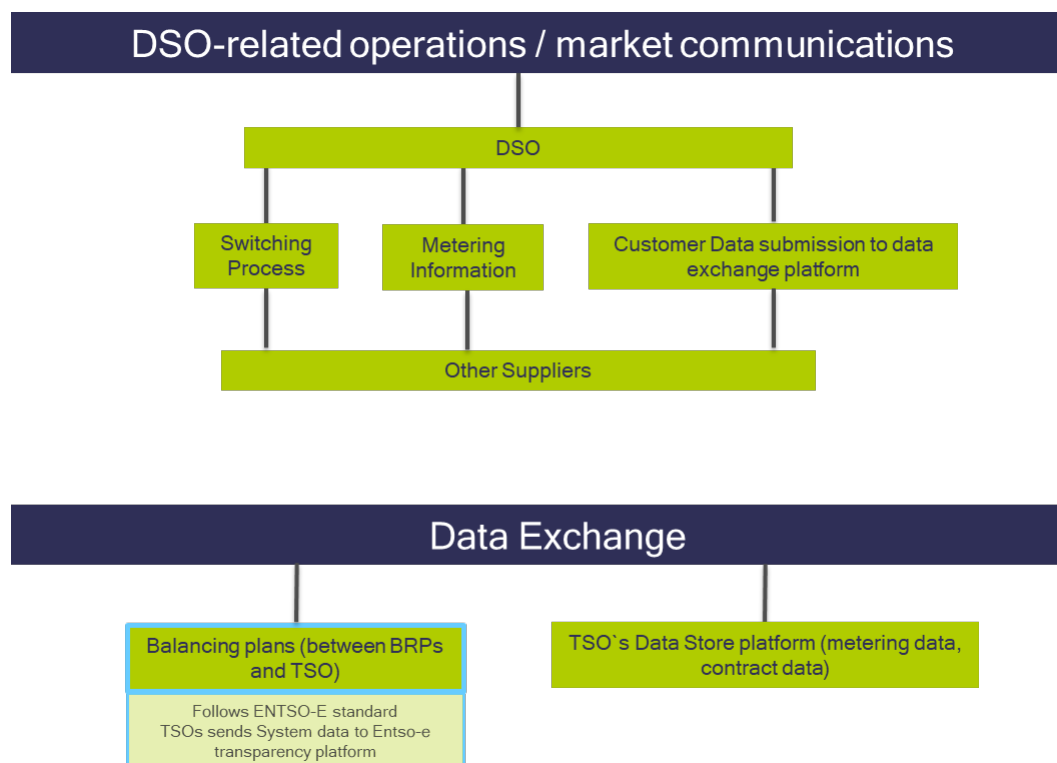 DSO-related operations / market communications
DSO
Switching
Process
Metering
Information
Customer Data submission to data
exchange platform
Other Suppliers
Data Exchange
Balancing plans (between BRPs
and TSO)
TSO`s Data Store platform (metering data,
contract data)
Follows ENTSO-E standard
TSOs sends System data to Entso-e
transparency platform